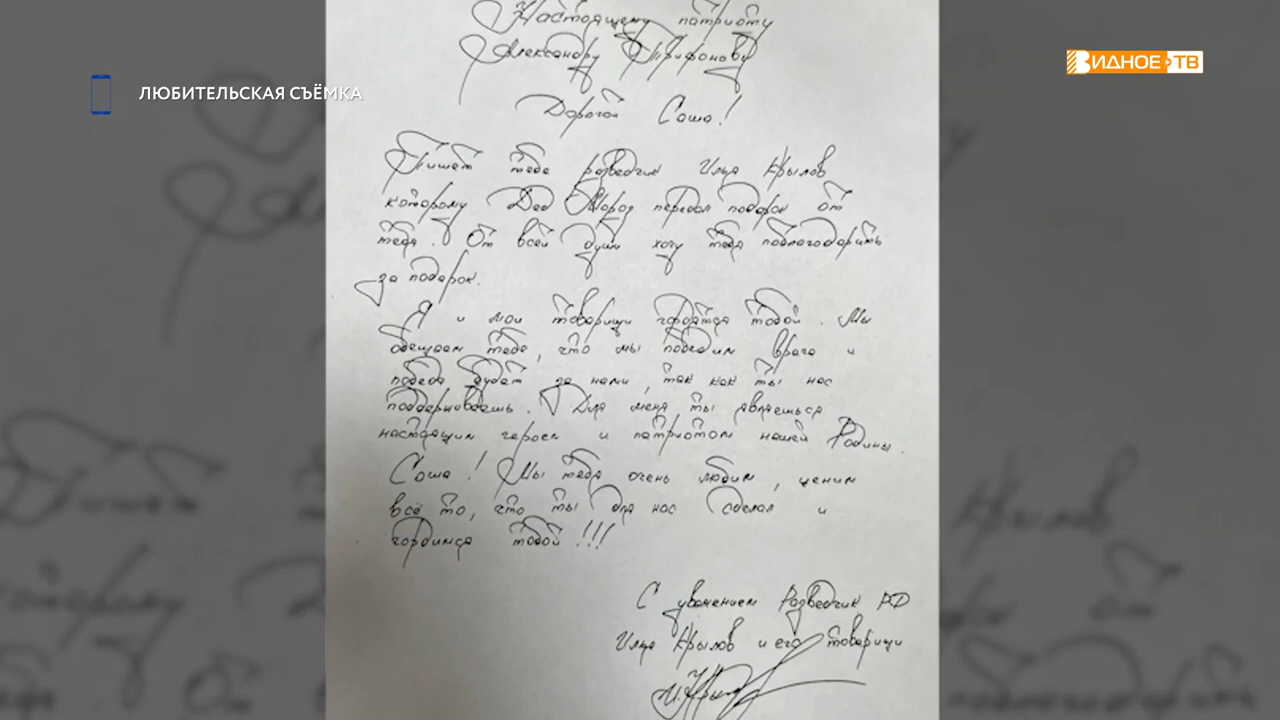 Настоящему патриоту
Александру Трифонову
ВИДНОЕ-ТВ
ЛЮБИТЕЛЬСКАЯ СЪЁМКА
Дорогой Саша!
Пишет тебе разведчик Илья Крылов
которому Дед Мороз передал подарок от
тебя. От всей души хочу тебя поблагодарить
за подарок.
Я и мои товарищи гордятся тобой. Мы
обещаем тебе, что мы победим врага и
победа будет за нами, так как ты нас
поддерживаешь. Для меня ты являешься
настоящим героем и патриотом нашей Родины.
Саша! Мы тебя очень любим, ценим
всё то, что ты для нас сделал и
гордимся тобой!!!
С уважением Разведчик РФ
Илья Крылов и его товарищи